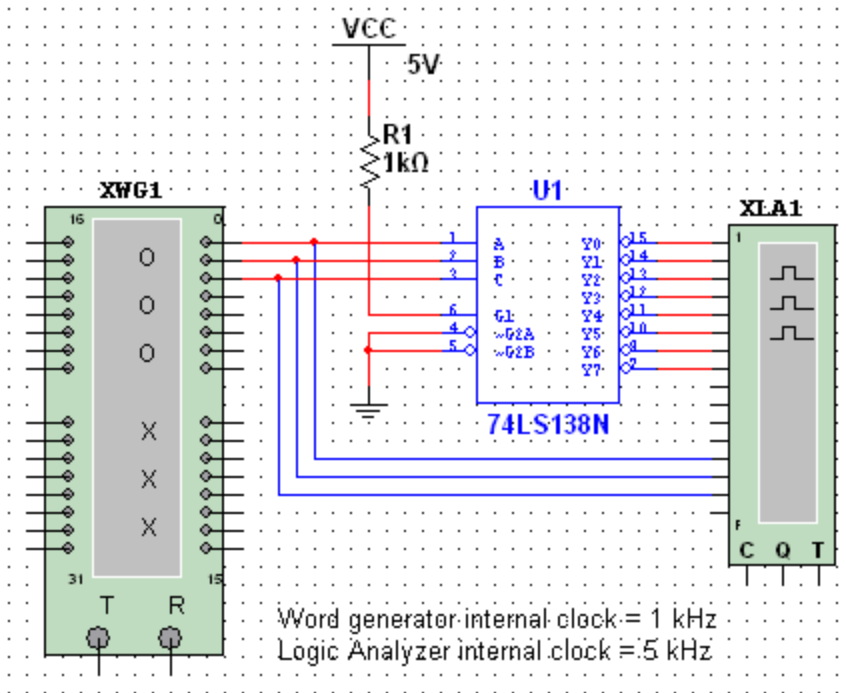 VCC
5V
R1
1kΩ
XWG1
U1
XLA1
16 0
O
O
O
X
X
X
31 15
T R
1 A Y0 15
2 B Y1 14
3 C Y2 13
Y3 12
6 G1 Y4 11
4 ~G2A Y5 10
5 ~G2B Y6 9
Y7 7
74LS138N
1
F
C Q T
Word generator internal clock = 1 kHz
Logic Analyzer internal clock = 5 kHz